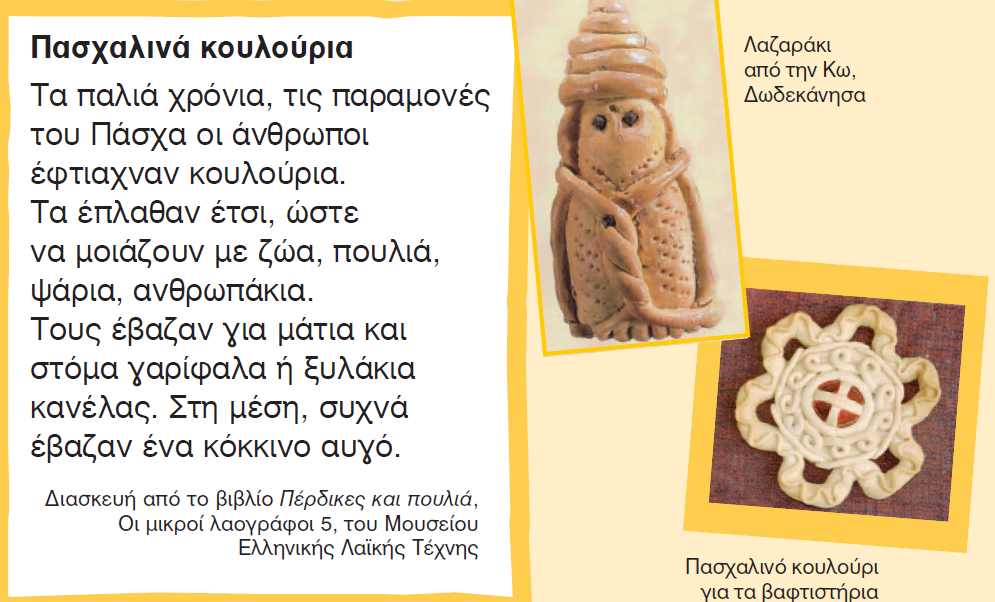 Πασχαλινά κουλούρια
Τα παλιά χρόνια, τις παραμονές
του Πάσχα οι άνθρωποι
έφτιαχναν κουλούρια.
Τα έπλαθαν έτσι, ώστε
να μοιάζουν με ζώα, πουλιά,
ψάρια, ανθρωπάκια.
Τους έβαζαν για μάτια και
στόμα γαρίφαλα ή ξυλάκια
κανέλας. Στη μέση, συχνά
έβαζαν ένα κόκκινο αυγό.
Διασκευή από το βιβλίο Πέρδικες και πουλιά,
Οι μικροί λαογράφοι 5, του Μουσείου
Ελληνικής Λαϊκής Τέχνης
Λαζαράκι
από την Κω,
Δωδεκάνησα
Πασχαλινό κουλούρι
για τα βαφτιστήρια